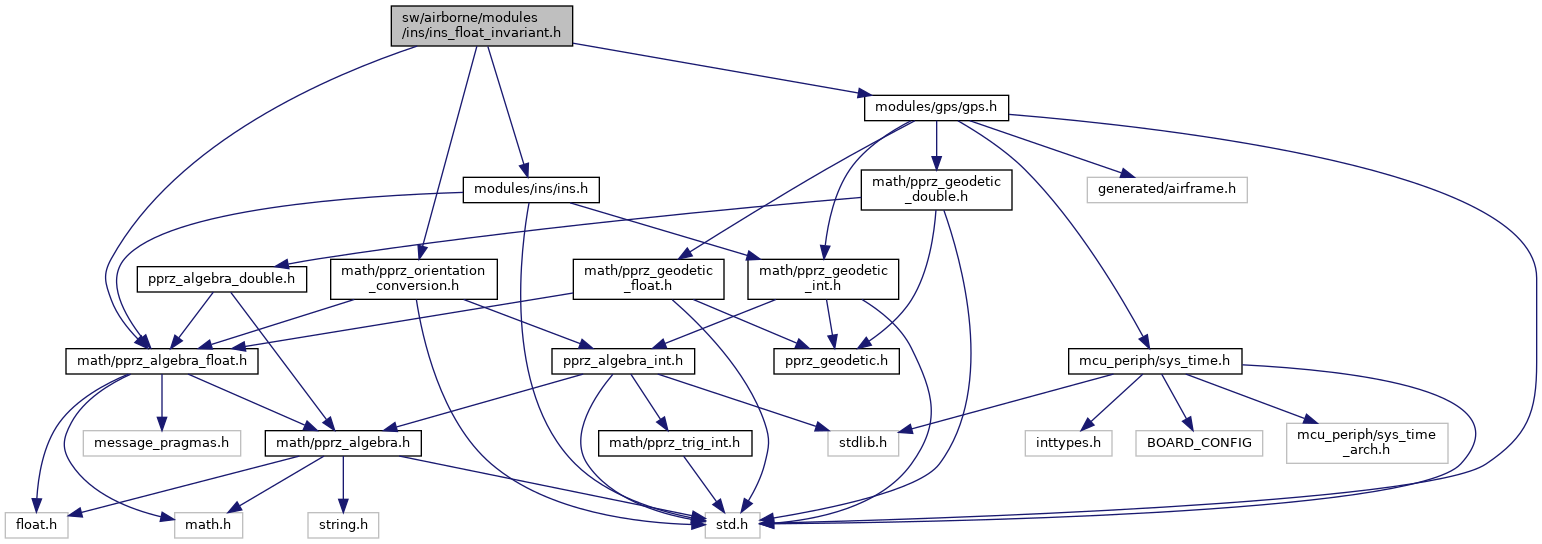 sw/airborne/modules
/ins/ins_float_invariant.h
modules/gps/gps.h
modules/ins/ins.h
math/pprz_geodetic
_double.h
generated/airframe.h
pprz_algebra_double.h
math/pprz_orientation
_conversion.h
math/pprz_geodetic
_float.h
math/pprz_geodetic
_int.h
math/pprz_algebra_float.h
pprz_algebra_int.h
pprz_geodetic.h
mcu_periph/sys_time.h
message_pragmas.h
math/pprz_algebra.h
math/pprz_trig_int.h
stdlib.h
inttypes.h
BOARD_CONFIG
mcu_periph/sys_time
_arch.h
float.h
math.h
string.h
std.h